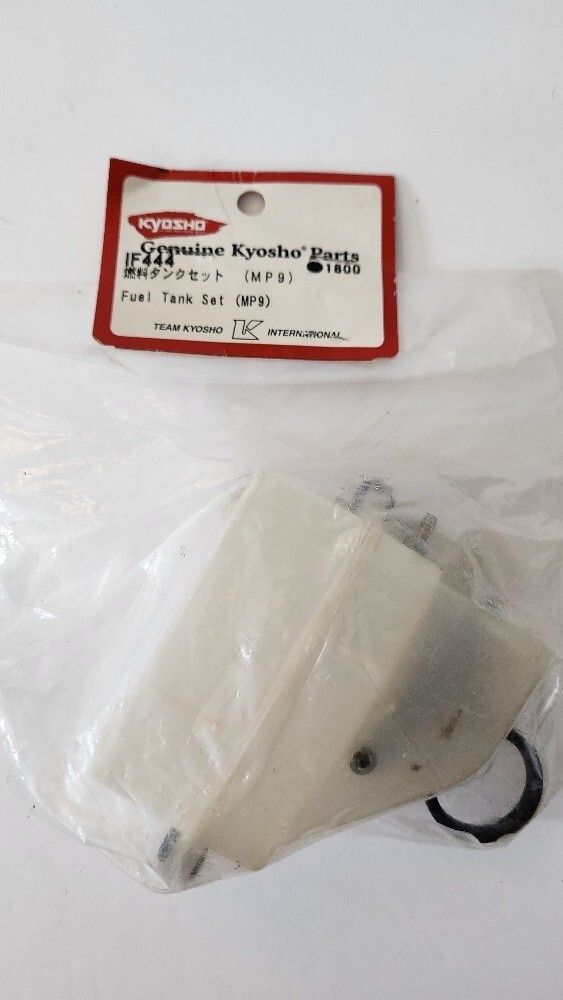 KYOSHO
Genuine Kyosho® Parts
IF444 ●1800
燃料タンクセット (MP9)
Fuel Tank Set (MP9)
TEAM KYOSHO K INTERNATIONAL